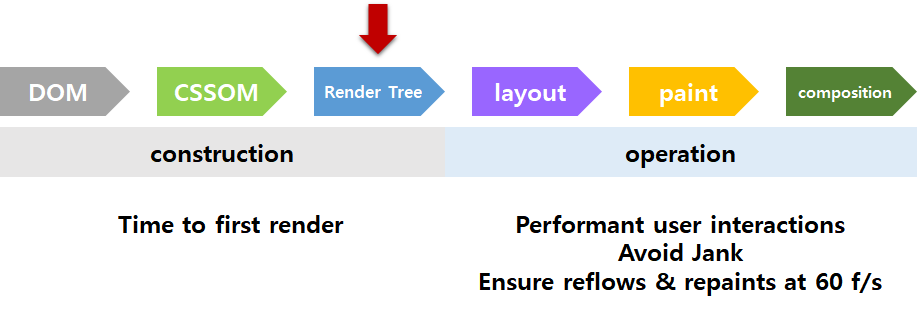 DOM
CSSOM
Render Tree
layout
paint
composition
construction
operation
Time to first render
Performant user interactions
Avoid Jank
Ensure reflows & repaints at 60 f/s